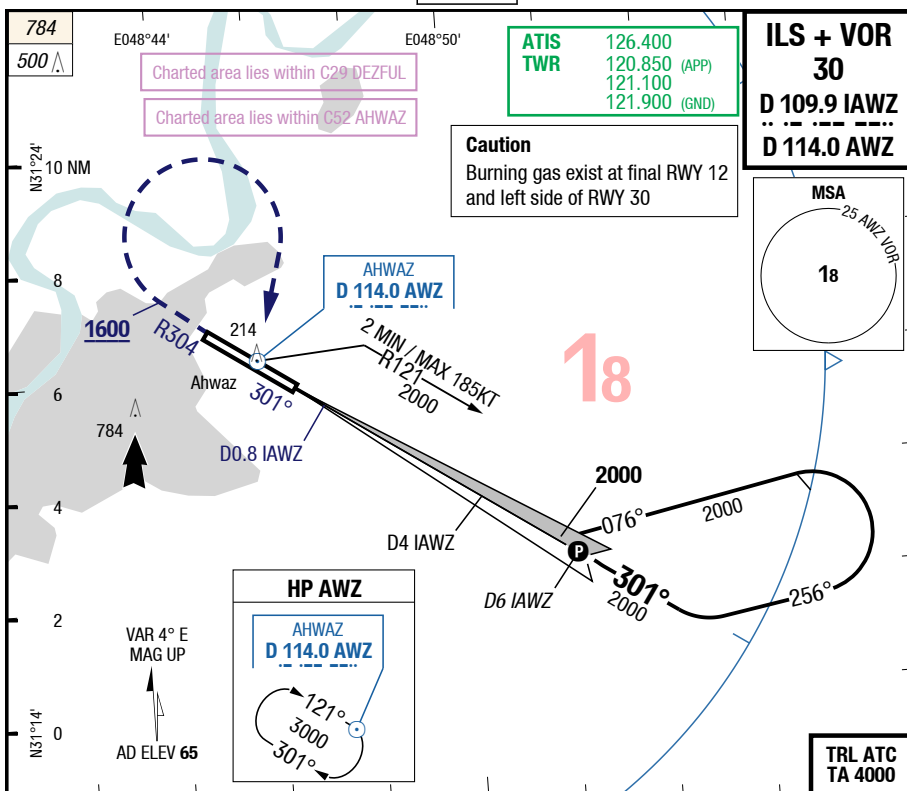 784
500
E048°44'
E048°50'
Charted area lies within C29 DEZFUL
Charted area lies within C52 AHWAZ
ATIS 126.400
TWR 120.850 (APP)
121.100
121.900 (GND)
ILS + VOR
30
D 109.9 IAWZ
D 114.0 AWZ
Caution
Burning gas exist at final RWY 12
and left side of RWY 30
MSA
25 AWZ VOR
18
N31°24'
10 NM
8
6
4
2
0
N31°14'
AHWAZ
D 114.0 AWZ
1600
R304
214
Ahwaz
301°
2 MIN / MAX 185KT
R121
2000
18
784
D0.8 IAWZ
D4 IAWZ
2000
076°
2000
P
D6 IAWZ
301°
2000
256°
VAR 4° E
MAG UP
AD ELEV 65
HP AWZ
AHWAZ
D 114.0 AWZ
121°
3000
301°
TRL ATC
TA 4000